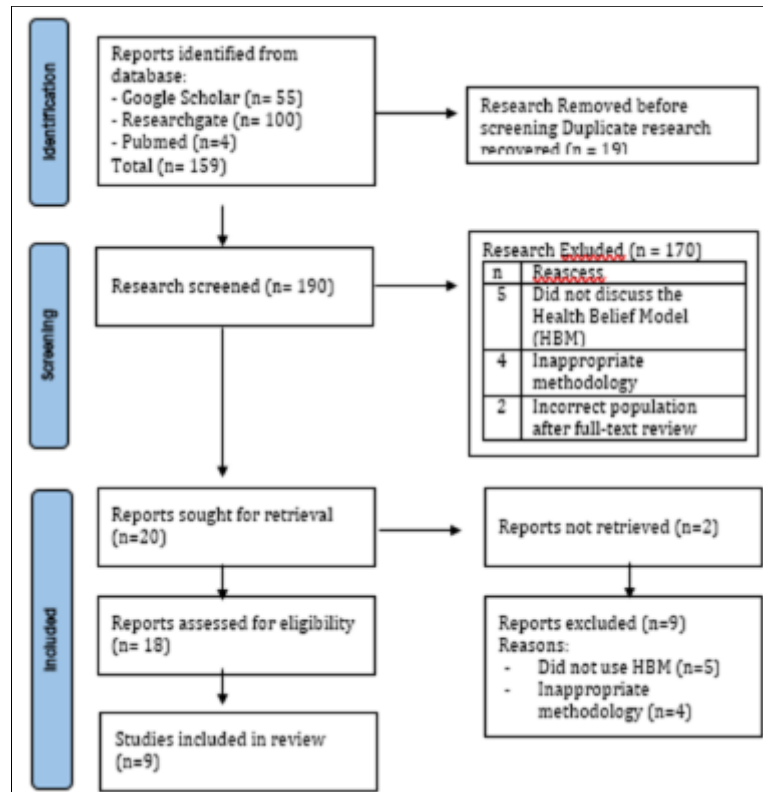 Identification
Reports identified from
database:
- Google Scholar (n= 55)
- Researchgate (n= 100)
- Pubmed (n=4)
Total (n= 159)
Research Removed before
screening Duplicate research
recovered (n = 19)
Screening
Research screened (n= 190)
Research Exluded (n = 170)
n Reascess
5 Did not discuss the
Health Belief Model
(HBM)
4 Inappropriate
methodology
2 Incorrect population
after full-text review
Included
Reports sought for retrieval
(n=20)
Reports not retrieved (n=2)
Reports assessed for eligibility
(n= 18)
Reports excluded (n=9)
Reasons:
- Did not use HBM (n=5)
- Inappropriate
methodology (n=4)
Studies included in review
(n=9)